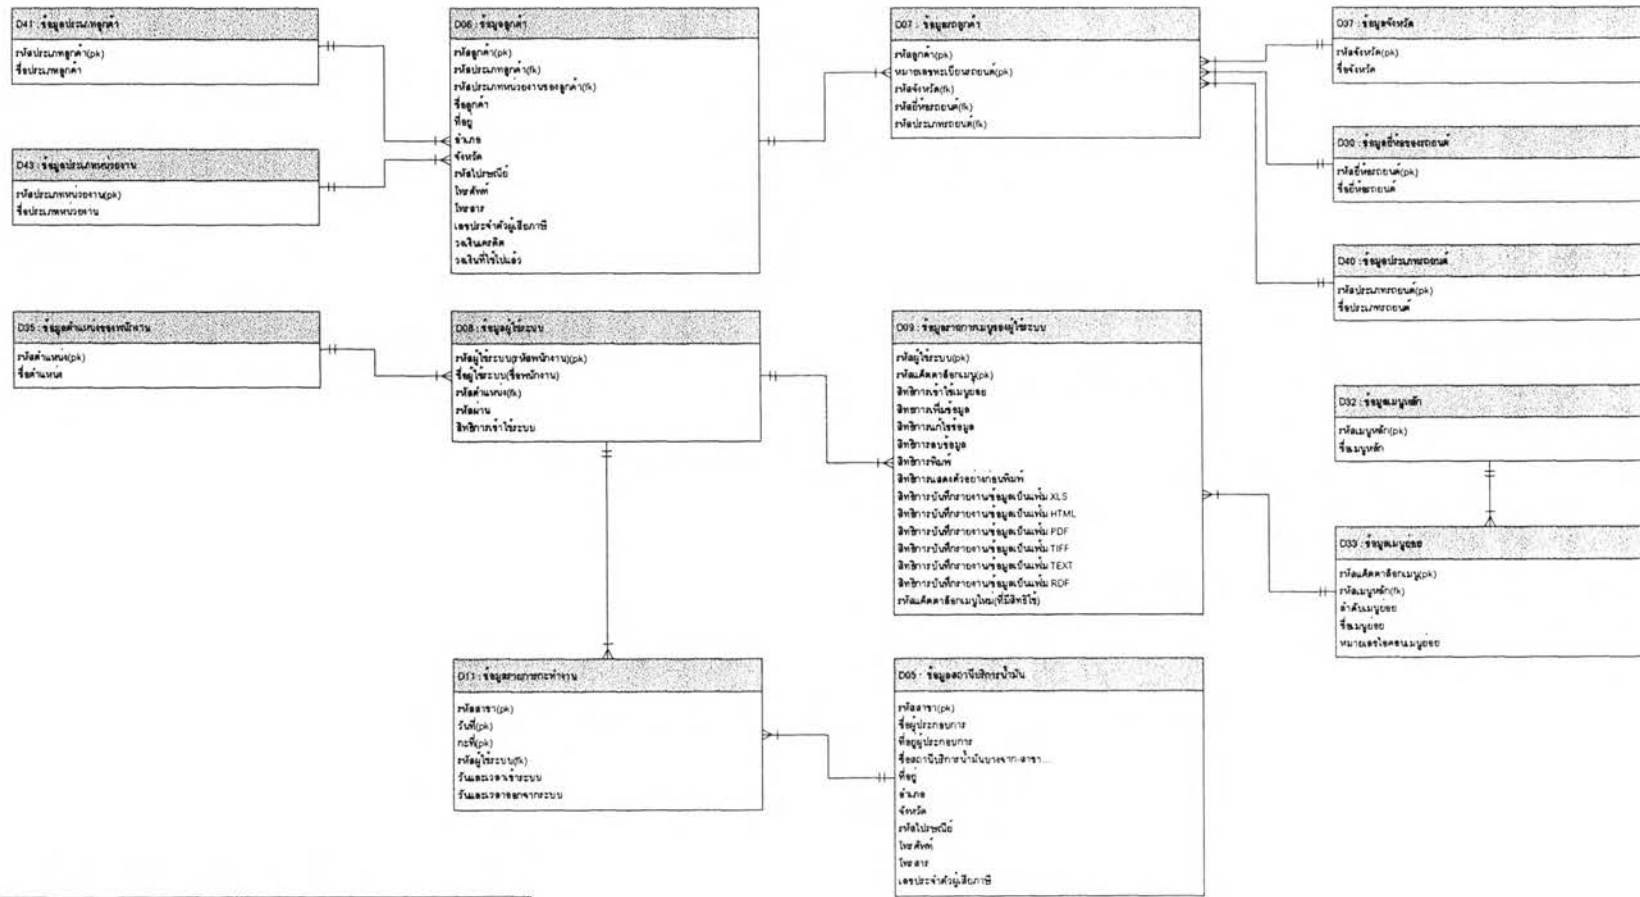 D41 : ข้อมูลประเภทลูกค้า
รหัสประเภทลูกค้า(pk)
ชื่อประเภทลูกค้า
D43 : ข้อมูลประเภทหน่วยงาน
รหัสประเภทหน่วยงาน(pk)
ชื่อประเภทหน่วยงาน
D06 : ข้อมูลลูกค้า
รหัสลูกค้า(pk)
รหัสประเภทลูกค้า(fk)
รหัสประเภทหน่วยงานของลูกค้า(fk)
ชื่อลูกค้า
ที่อยู่
อำเภอ
จังหวัด
รหัสไปรษณีย์
โทรศัพท์
โทรสาร
เลขประจำตัวผู้เสียภาษี
วงเงินเครดิต
วงเงินที่ใช้ไปแล้ว
D07 : ข้อมูลรถลูกค้า
รหัสลูกค้า(pk)
หมายเลขทะเบียนรถยนต์(pk)
รหัสจังหวัด(fk)
รหัสยี่ห้อรถยนต์(fk)
รหัสประเภทรถยนต์(fk)
D37 : ข้อมูลจังหวัด
รหัสจังหวัด(pk)
ชื่อจังหวัด
D39 : ข้อมูลยี่ห้อของรถยนต์
รหัสยี่ห้อรถยนต์(pk)
ชื่อยี่ห้อรถยนต์
D40 : ข้อมูลประเภทรถยนต์
รหัสประเภทรถยนต์(pk)
ชื่อประเภทรถยนต์
D35 : ข้อมูลตำแหน่งของพนักงาน
รหัสตำแหน่ง(pk)
ชื่อตำแหน่ง
D08 : ข้อมูลผู้ใช้ระบบ
รหัสผู้ใช้ระบบ(รหัสพนักงาน)(pk)
ชื่อผู้ใช้ระบบ(ชื่อพนักงาน)
รหัสตำแหน่ง(fk)
รหัสผ่าน
สิทธิการเข้าใช้ระบบ
D09 : ข้อมูลรายการเมนูของผู้ใช้ระบบ
รหัสผู้ใช้ระบบ(pk)
รหัสแค็ตตาล็อกเมนู(pk)
สิทธิการเข้าใช้เมนูย่อย
สิทธิการเพิ่มข้อมูล
สิทธิการแก้ไขข้อมูล
สิทธิการลบข้อมูล
สิทธิการพิมพ์
สิทธิการแสดงตัวอย่างก่อนพิมพ์
สิทธิการบันทึกรายงานข้อมูลเป็นแฟ้ม XLS
สิทธิการบันทึกรายงานข้อมูลเป็นแฟ้ม HTML
สิทธิการบันทึกรายงานข้อมูลเป็นแฟ้ม PDF
สิทธิการบันทึกรายงานข้อมูลเป็นแฟ้ม TIFF
สิทธิการบันทึกรายงานข้อมูลเป็นแฟ้ม TEXT
สิทธิการบันทึกรายงานข้อมูลเป็นแฟ้ม RDF
รหัสแค็ตตาล็อกเมนูใหม่(ที่มีสิทธิใช้)
D32 : ข้อมูลเมนูหลัก
รหัสเมนูหลัก(pk)
ชื่อเมนูหลัก
D33 : ข้อมูลเมนูย่อย
รหัสแค็ตตาล็อกเมนู(pk)
รหัสเมนูหลัก(fk)
ลำดับเมนูย่อย
ชื่อเมนูย่อย
หมายเลขไอคอนเมนูย่อย
D11 : ข้อมูลรายการกะทำงาน
รหัสสาขา(pk)
วันที่(pk)
กะที่(pk)
รหัสผู้ใช้ระบบ(fk)
วันและเวลาเข้าระบบ
วันและเวลาออกจากระบบ
D05 : ข้อมูลสถานีบริการน้ำมัน
รหัสสาขา(pk)
ชื่อผู้ประกอบการ
ที่อยู่ผู้ประกอบการ
ชื่อสถานีบริการน้ำมันบางจาก-สาขา....
ที่อยู่
อำเภอ
จังหวัด
รหัสไปรษณีย์
โทรศัพท์
โทรสาร
เลขประจำตัวผู้เสียภาษี